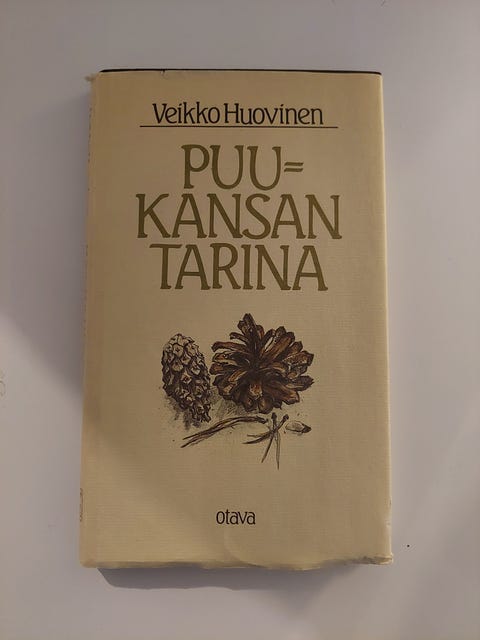 Veikko Huovinen
PUU=
KANSAN
TARINA
otava